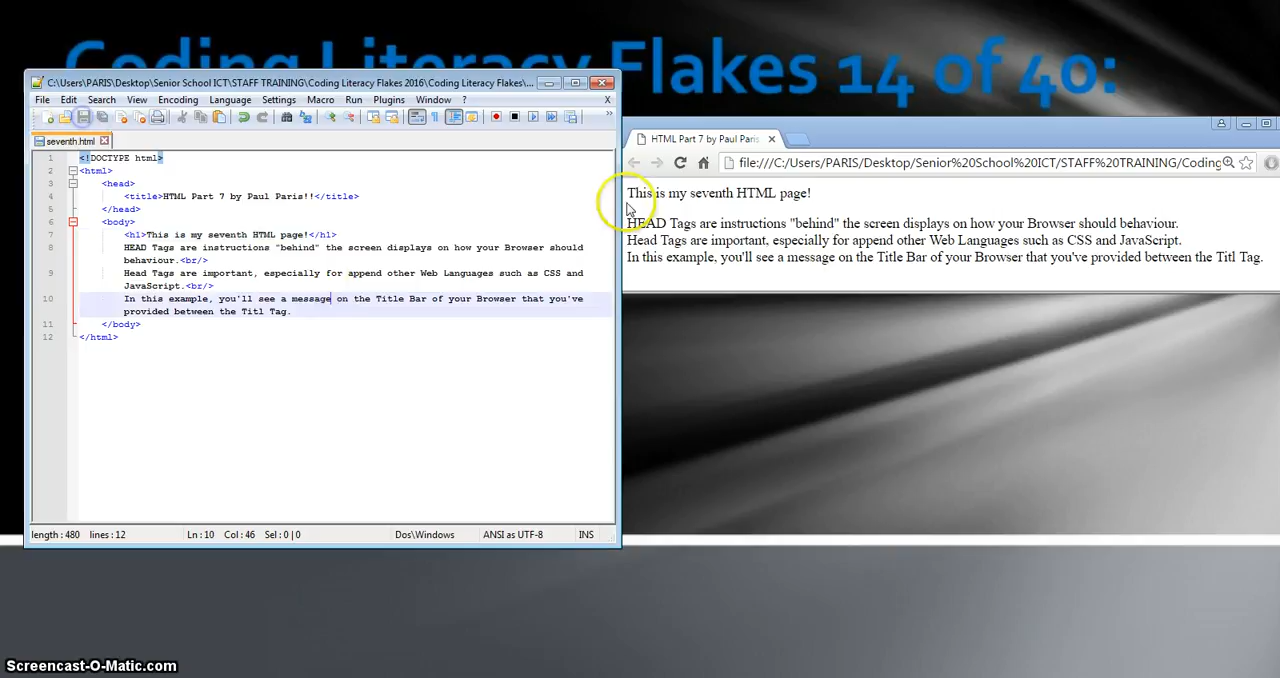 Coding Literacy Flakes 14 of 40:
C:\Users\PARIS\Desktop\Senior School ICT\STAFF TRAINING\Coding Literacy Flakes 2016\Coding Literacy Flakes\...
File Edit Search View Encoding Language Settings Macro Run Plugins Window ? X
seventh.html
1 <!DOCTYPE html>
2 <html>
3 <head>
4 <title>HTML Part 7 by Paul Paris!!</title>
5 </head>
6 <body>
7 <h1>This is my seventh HTML page!</h1>
8 HEAD Tags are instructions "behind" the screen displays on how your Browser should
behaviour.<br/>
9 Head Tags are important, especially for append other Web Languages such as CSS and
JavaScript.<br/>
10 In this example, you'll see a message on the Title Bar of your Browser that you've
provided between the Titl Tag.
11 </body>
12 </html>
length : 480 lines : 12 Ln : 10 Col : 46 Sel : 0 | 0 Dos\Windows ANSI as UTF-8 INS
HTML Part 7 by Paul Paris
file:///C:/Users/PARIS/Desktop/Senior%20School%20ICT/STAFF%20TRAINING/Coding
This is my seventh HTML page!
HEAD Tags are instructions "behind" the screen displays on how your Browser should behaviour.
Head Tags are important, especially for append other Web Languages such as CSS and JavaScript.
In this example, you'll see a message on the Title Bar of your Browser that you've provided between the Titl Tag.
Screencast-O-Matic.com